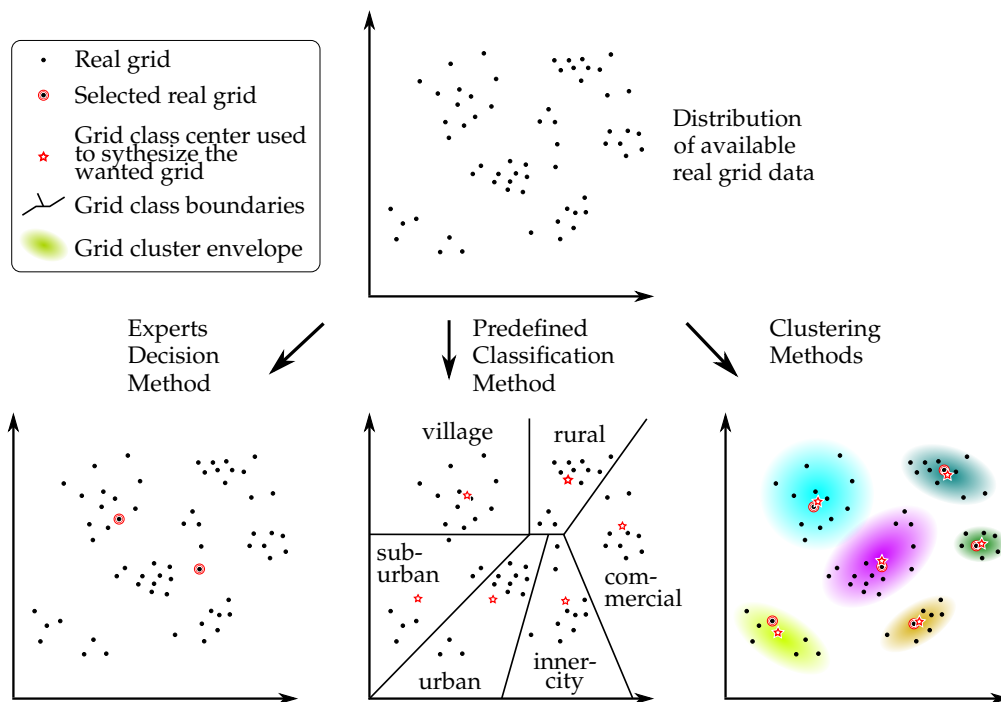 Real grid
Selected real grid
Grid class center used
to sythesize the
wanted grid
Grid class boundaries
Grid cluster envelope
Distribution
of available
real grid data
Experts
Decision
Method
Predefined
Classification
Method
Clustering
Methods
village
rural
sub-
urban
com-
mercial
urban
inner-
city